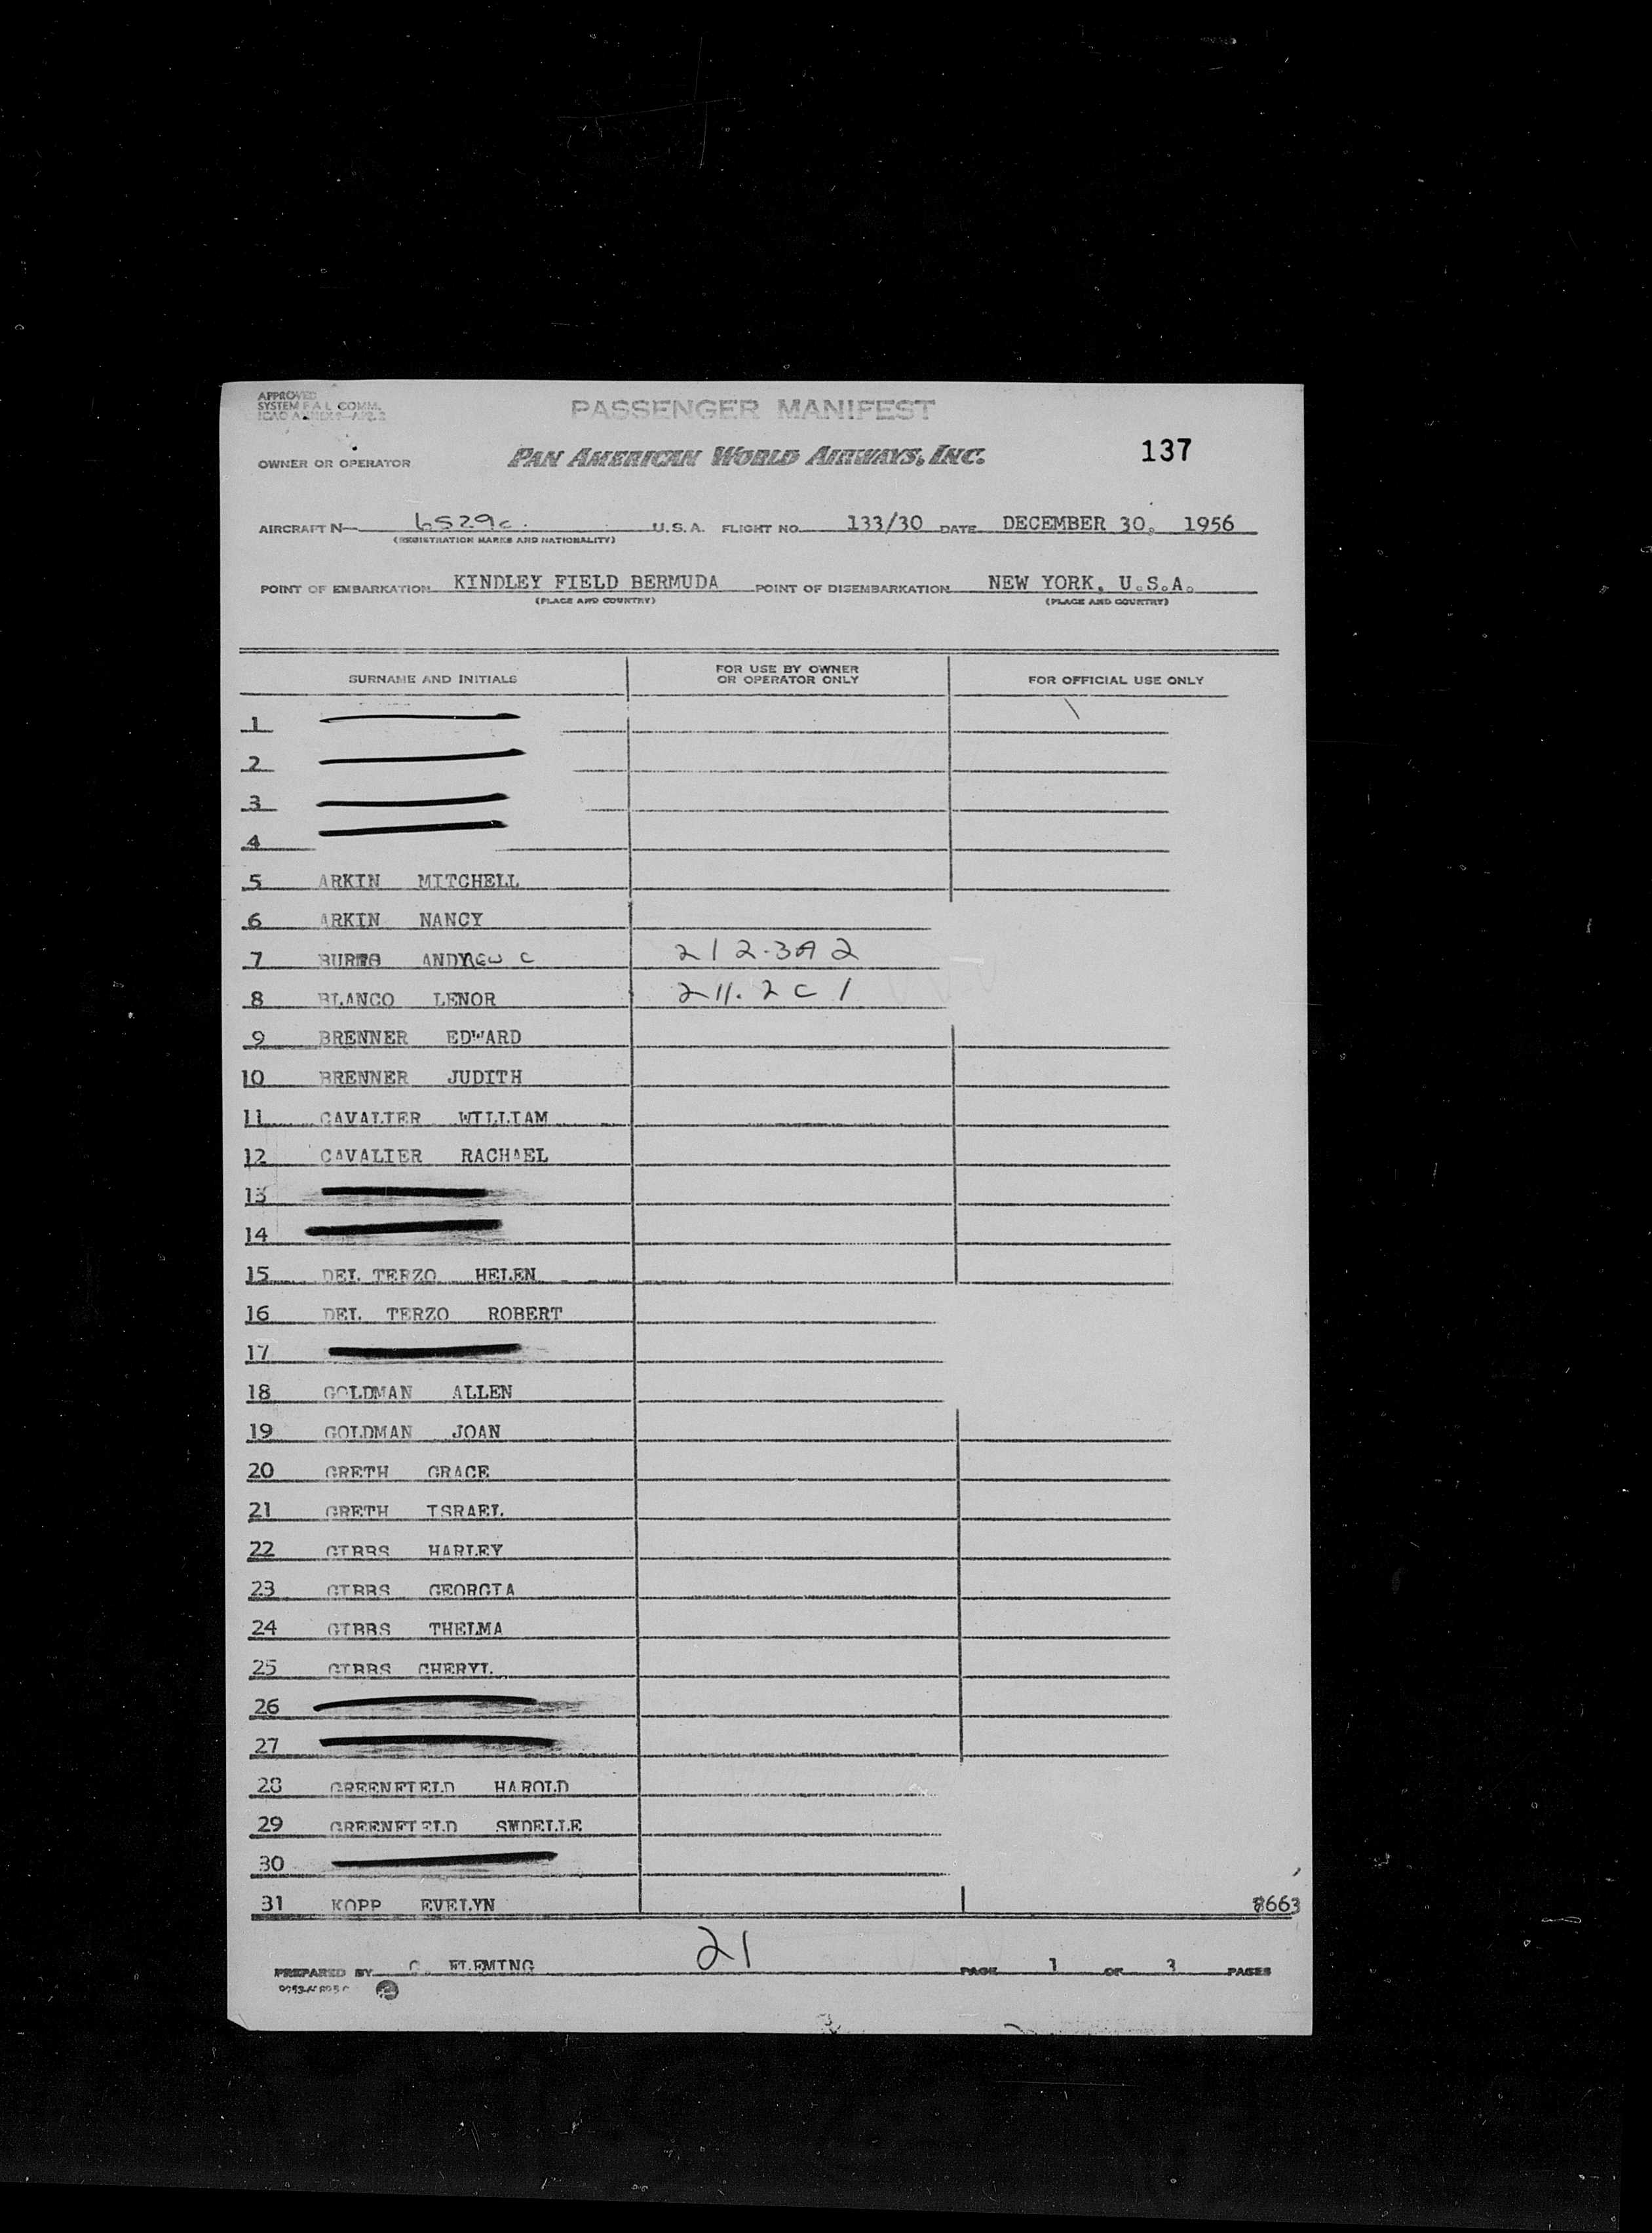 APPROVED
SYSTEM F A L COMM.
PASSENGER MANIFEST
137
OWNER OR OPERATOR PAN AMERICAN WORLD AIRWAYS, INC.
AIRCRAFT N- 6529c. U.S.A. FLIGHT NO. 133/30 DATE DECEMBER 30, 1956
(REGISTRATION MARKS AND NATIONALITY)
POINT OF EMBARKATION KINDLEY FIELD BERMUDA POINT OF DISEMBARKATION NEW YORK. U.S.A.
(PLACE AND COUNTRY) (PLACE AND COUNTRY)
SURNAME AND INITIALS FOR USE BY OWNER OR OPERATOR ONLY FOR OFFICIAL USE ONLY
1
2
3
4
5 ARKIN MITCHELL
6 ARKIN NANCY
7 ANDREW C 212-3A2
8 BLANCO LENOR 211.2C1
9 BRENNER EDWARD
10 BRENNER JUDITH
11 CAVALIER WILLIAM
12 CAVALIER RACHAEL
13
14
15 DEL TERZO HELEN
16 DEL TERZO ROBERT
17
18 GOLDMAN ALLEN
19 GOLDMAN JOAN
20 GRETH GRACE
21 GRETH ISRAEL
22 GIBBS HARLEY
23 GIBBS GEORGIA
24 GIBBS THELMA
25 GIBBS CHERYL
26
27
28 GREENFIELD HAROLD
29 GREENFIELD
30
31 KOPP EVELYN 8663
21
PREPARED BY C. FLEMING PAGE 1 OF 3 PAGES